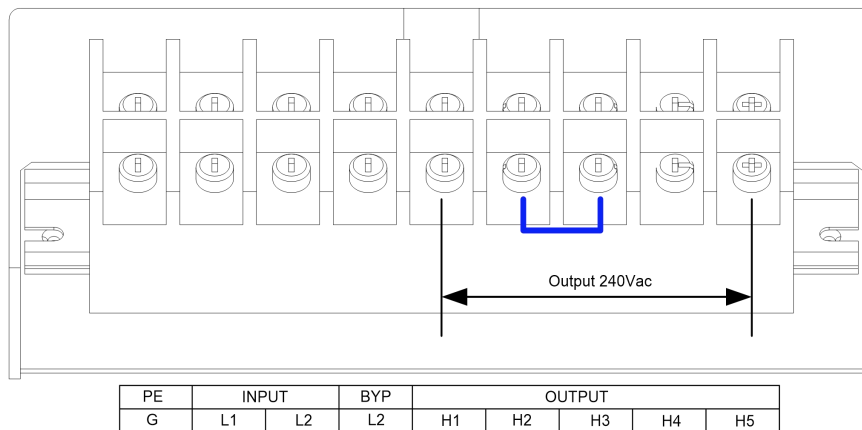 Output 240Vac
PE INPUT BYP OUTPUT
G L1 L2 L2 H1 H2 H3 H4 H5